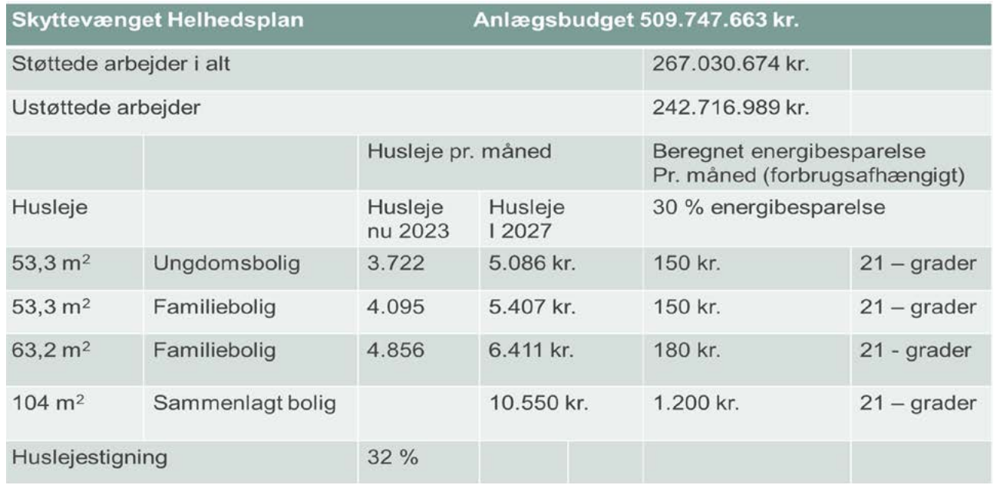 Skyttevænget Helhedsplan Anlægsbudget 509.747.663 kr.
Støttede arbejder i alt 267.030.674 kr.
Ustøttede arbejder 242.716.989 kr.
Husleje pr. måned Beregnet energibesparelse
Pr. måned (forbrugsafhængigt)
Husleje Husleje Husleje 30 % energibesparelse
nu 2023 I 2027
53,3 m² Ungdomsbolig 3.722 5.086 kr. 150 kr. 21 – grader
53,3 m² Familiebolig 4.095 5.407 kr. 150 kr. 21 – grader
63,2 m² Familiebolig 4.856 6.411 kr. 180 kr. 21 - grader
104 m² Sammenlagt bolig 10.550 kr. 1.200 kr. 21 – grader
Huslejestigning 32 %